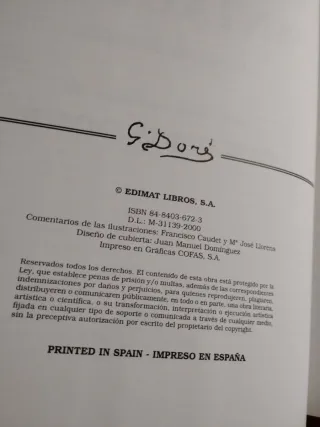 G. Doré
© EDIMAT LIBROS, S.A.
ISBN 84-8403-672-3
D.L.: M-31139-2000
Comentarios de las ilustraciones: Francisco Caudet y Mª José Llorens
Diseño de cubierta: Juan Manuel Domínguez
Impreso en Gráficas COFAS, S.A.
Reservados todos los derechos. El contenido de esta obra está protegido por la
Ley, que establece penas de prisión y/o multas, además de las correspondientes
indemnizaciones por daños y perjuicios, para quienes reprodujeren, plagiaren,
distribuyeren o comunicaren públicamente, en todo o en parte, una obra literaria,
artística o científica, o su transformación, interpretación o ejecución artística
fijada en cualquier tipo de soporte o comunicada a través de cualquier medio,
sin la preceptiva autorización por escrito del propietario del copyright.
PRINTED IN SPAIN - IMPRESO EN ESPAÑA